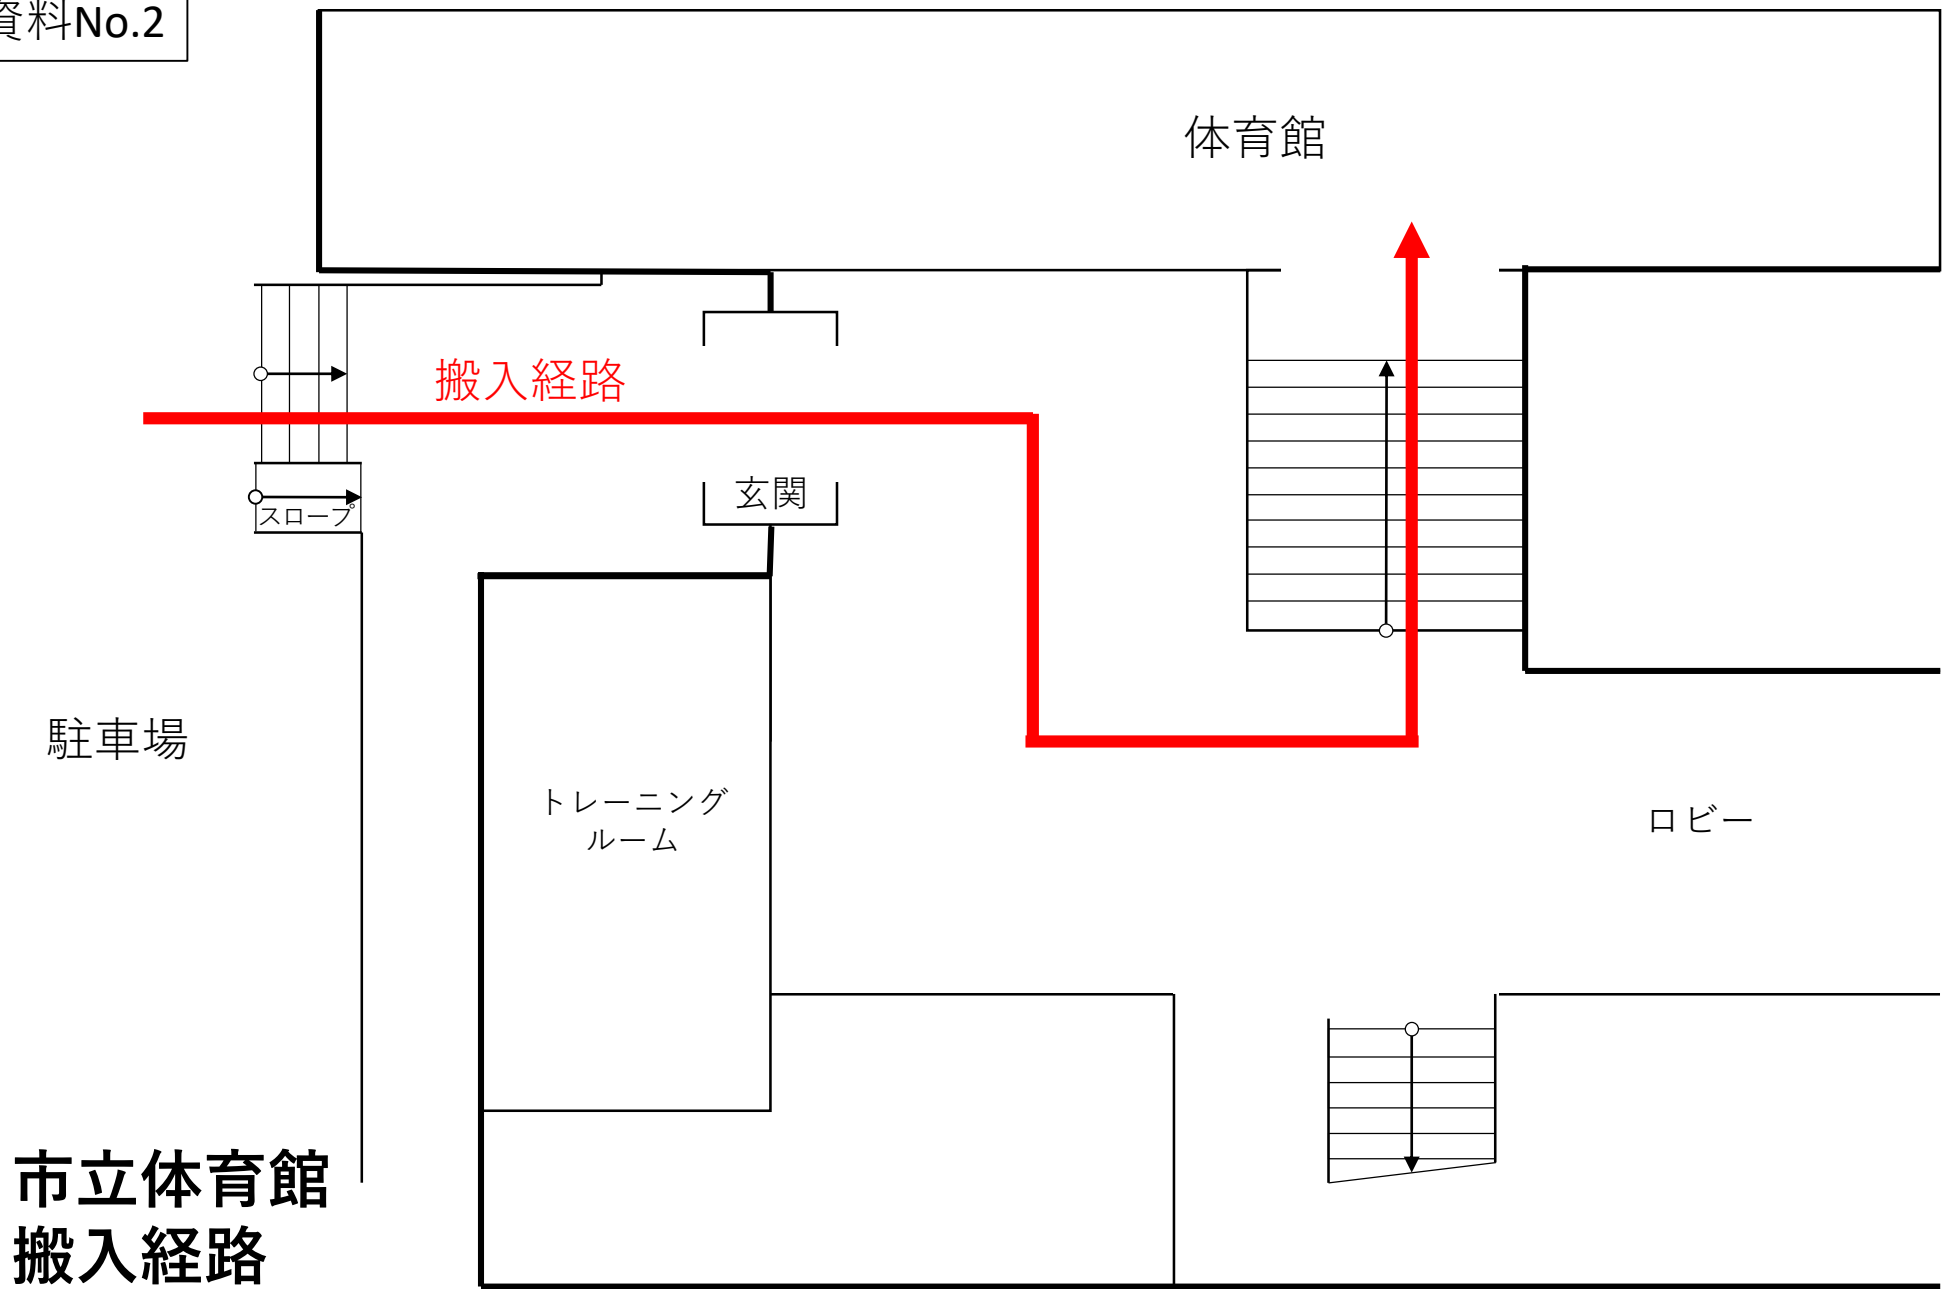 資料No.2
体育館
搬入経路
玄関
スロープ
駐車場
トレーニング
ルーム
ロビー
市立体育館
搬入経路